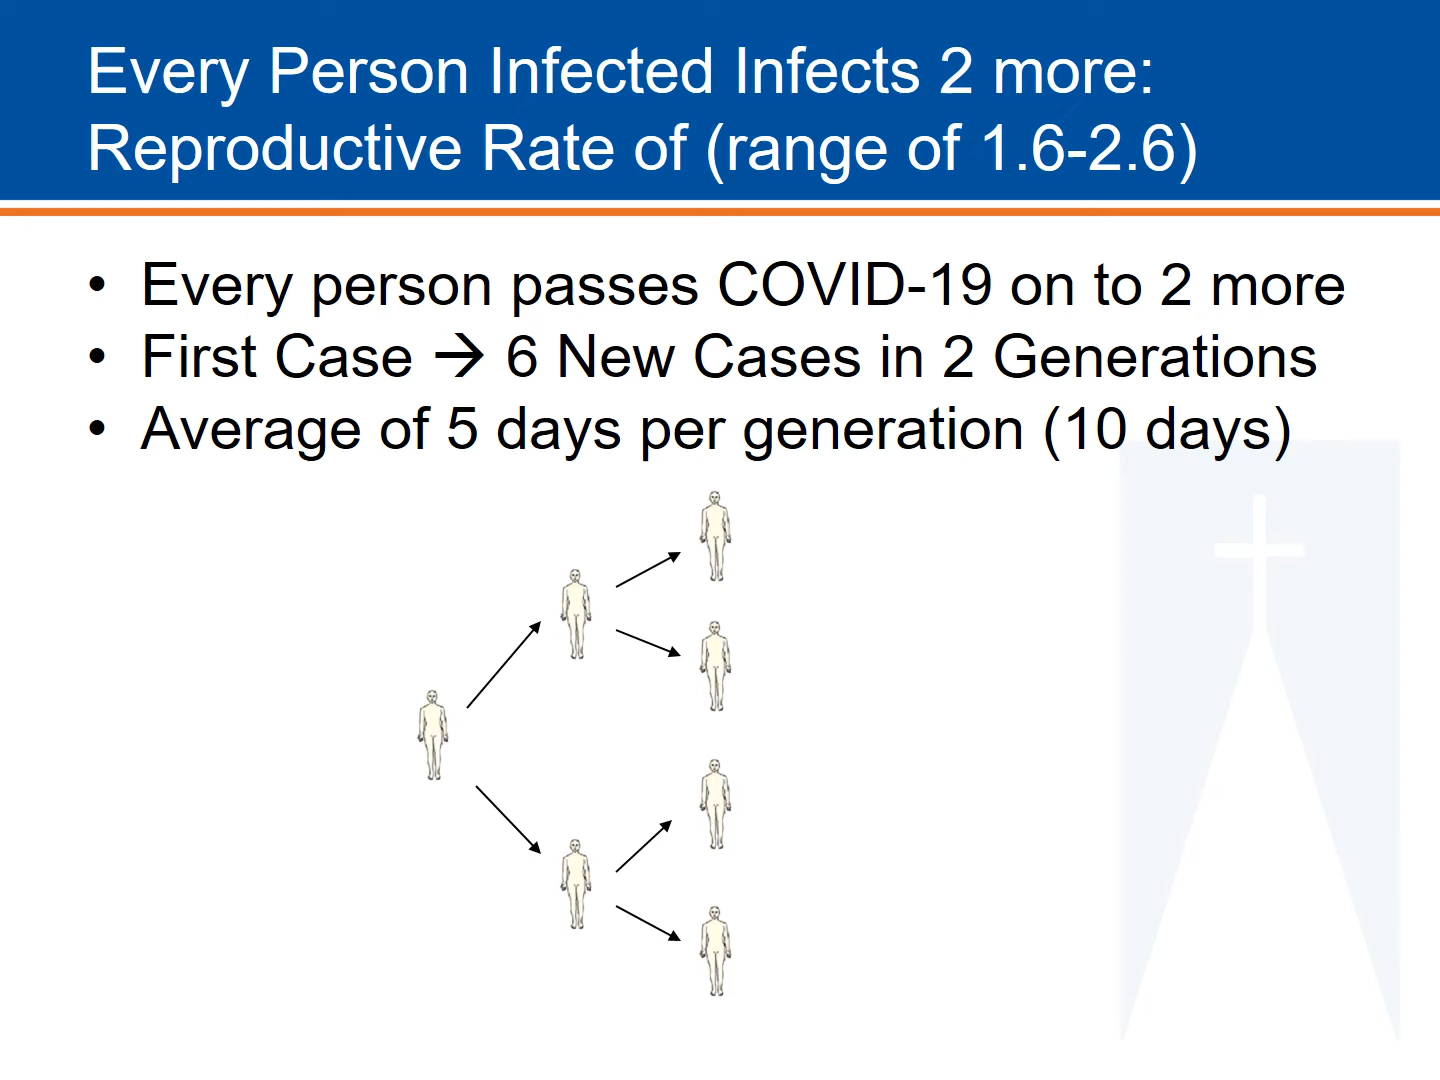 Every Person Infected Infects 2 more:
Reproductive Rate of (range of 1.6-2.6)
• Every person passes COVID-19 on to 2 more
• First Case → 6 New Cases in 2 Generations
• Average of 5 days per generation (10 days)